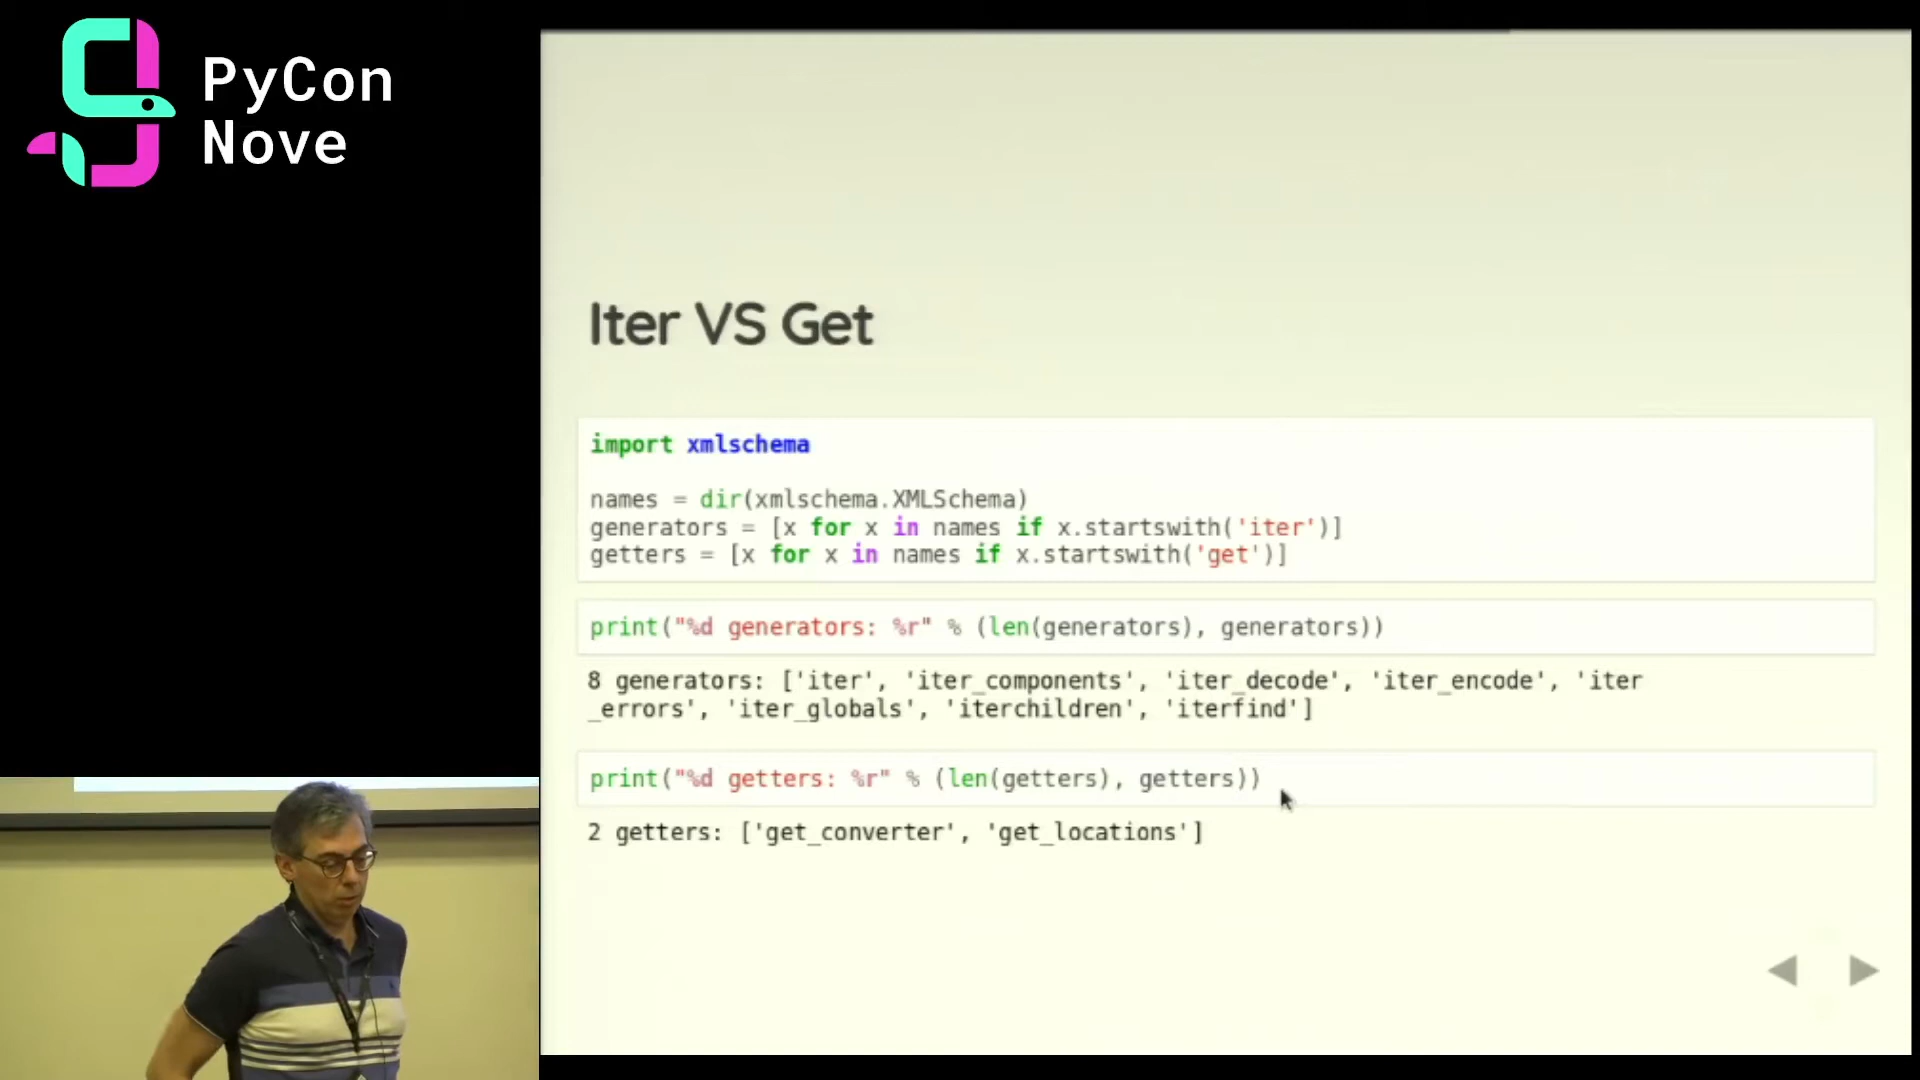 PyCon
Nove
Iter VS Get
import xmlschema
names = dir(xmlschema.XMLSchema)
generators = [x for x in names if x.startswith('iter')]
getters = [x for x in names if x.startswith('get')]
print("%d generators: %r" % (len(generators), generators))
8 generators: ['iter', 'iter_components', 'iter_decode', 'iter_encode', 'iter
_errors', 'iter_globals', 'iterchildren', 'iterfind']
print("%d getters: %r" % (len(getters), getters))
2 getters: ['get_converter', 'get_locations']